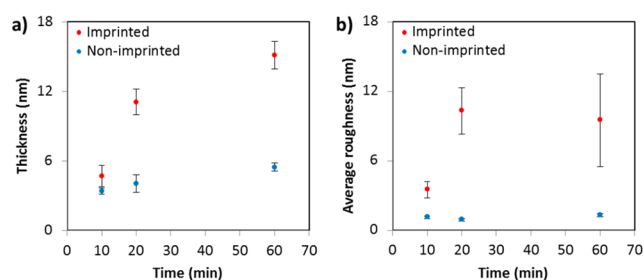 a)
Imprinted
Non-imprinted
Thickness (nm)
18
12
6
0
0 10 20 30 40 50 60 70
Time (min)
b)
Imprinted
Non-imprinted
Average roughness (nm)
18
12
6
0
0 10 20 30 40 50 60 70
Time (min)